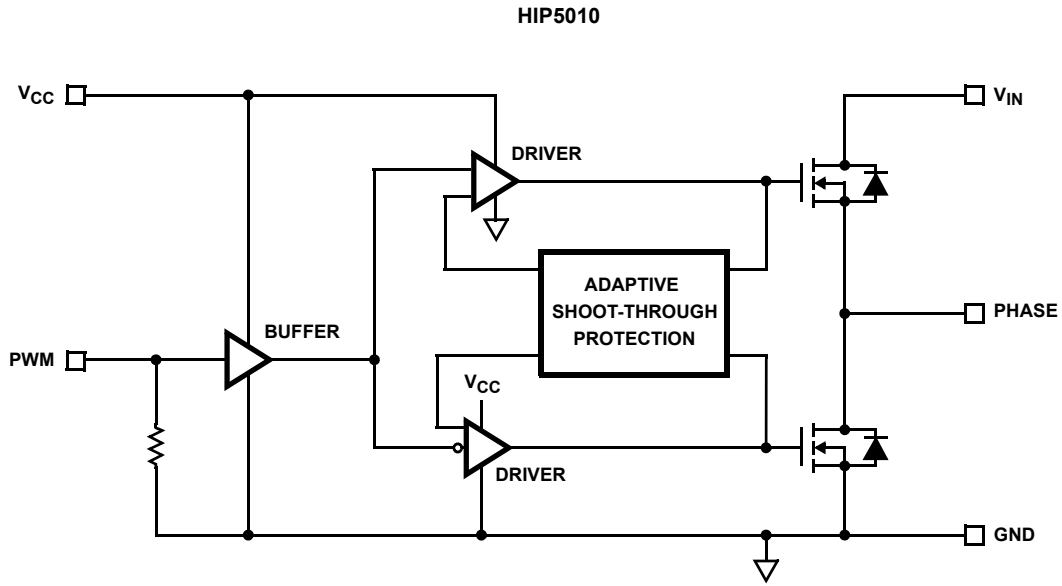 HIP5010
VCC
VIN
DRIVER
ADAPTIVE
SHOOT-THROUGH
PROTECTION
PHASE
BUFFER
PWM
VCC
DRIVER
GND